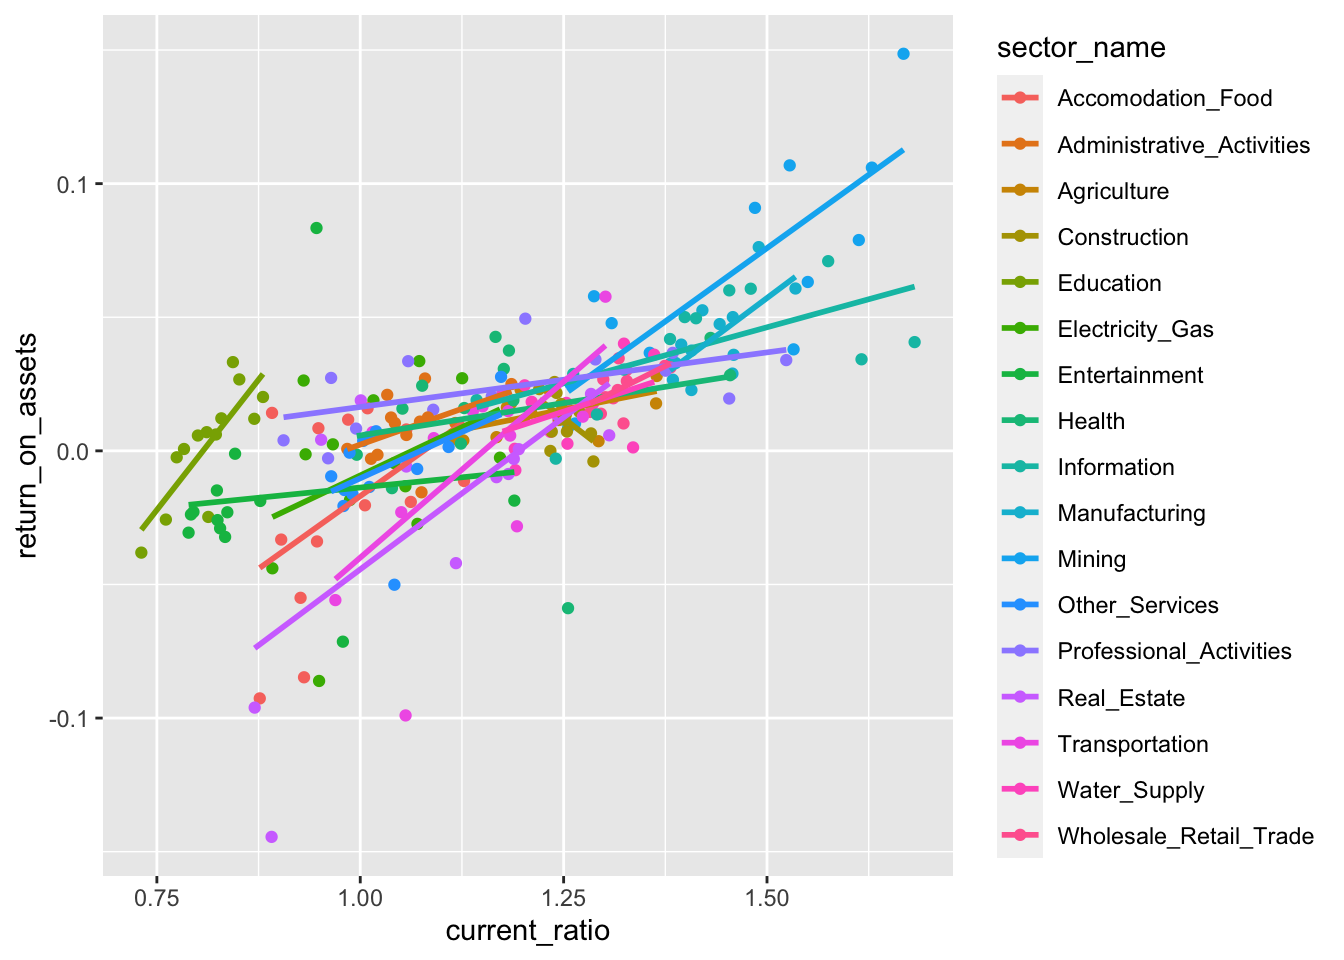 sector_name
Accomodation_Food
Administrative_Activities
Agriculture
Construction
Education
Electricity_Gas
Entertainment
Health
Information
Manufacturing
Mining
Other_Services
Professional_Activities
Real_Estate
Transportation
Water_Supply
Wholesale_Retail_Trade
return_on_assets
0.1
0.0
-0.1
0.75 1.00 1.25 1.50
current_ratio